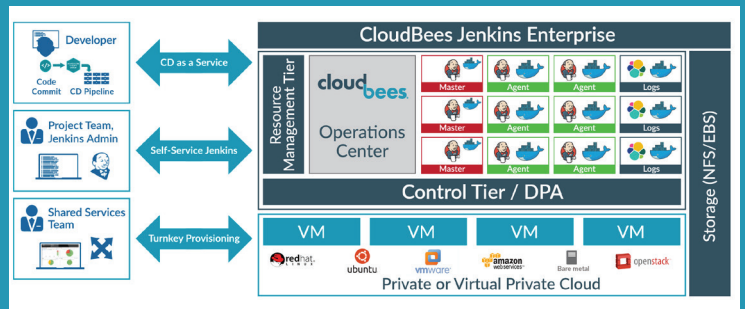 Developer
Code
Commit
CD Pipeline
CD as a Service
Project Team,
Jenkins Admin
Self-Service Jenkins
Shared Services
Team
Turnkey Provisioning
CloudBees Jenkins Enterprise
Resource
Management Tier
cloudbees
Operations
Center
Master
Agent
Agent
Logs
Master
Agent
Agent
Logs
Master
Agent
Agent
Logs
Control Tier / DPA
Storage (NFS/EBS)
VM
VM
VM
VM
redhat.
LINUX
ubuntu
vmware
amazon
webservices
Bare metal
openstack
Private or Virtual Private Cloud